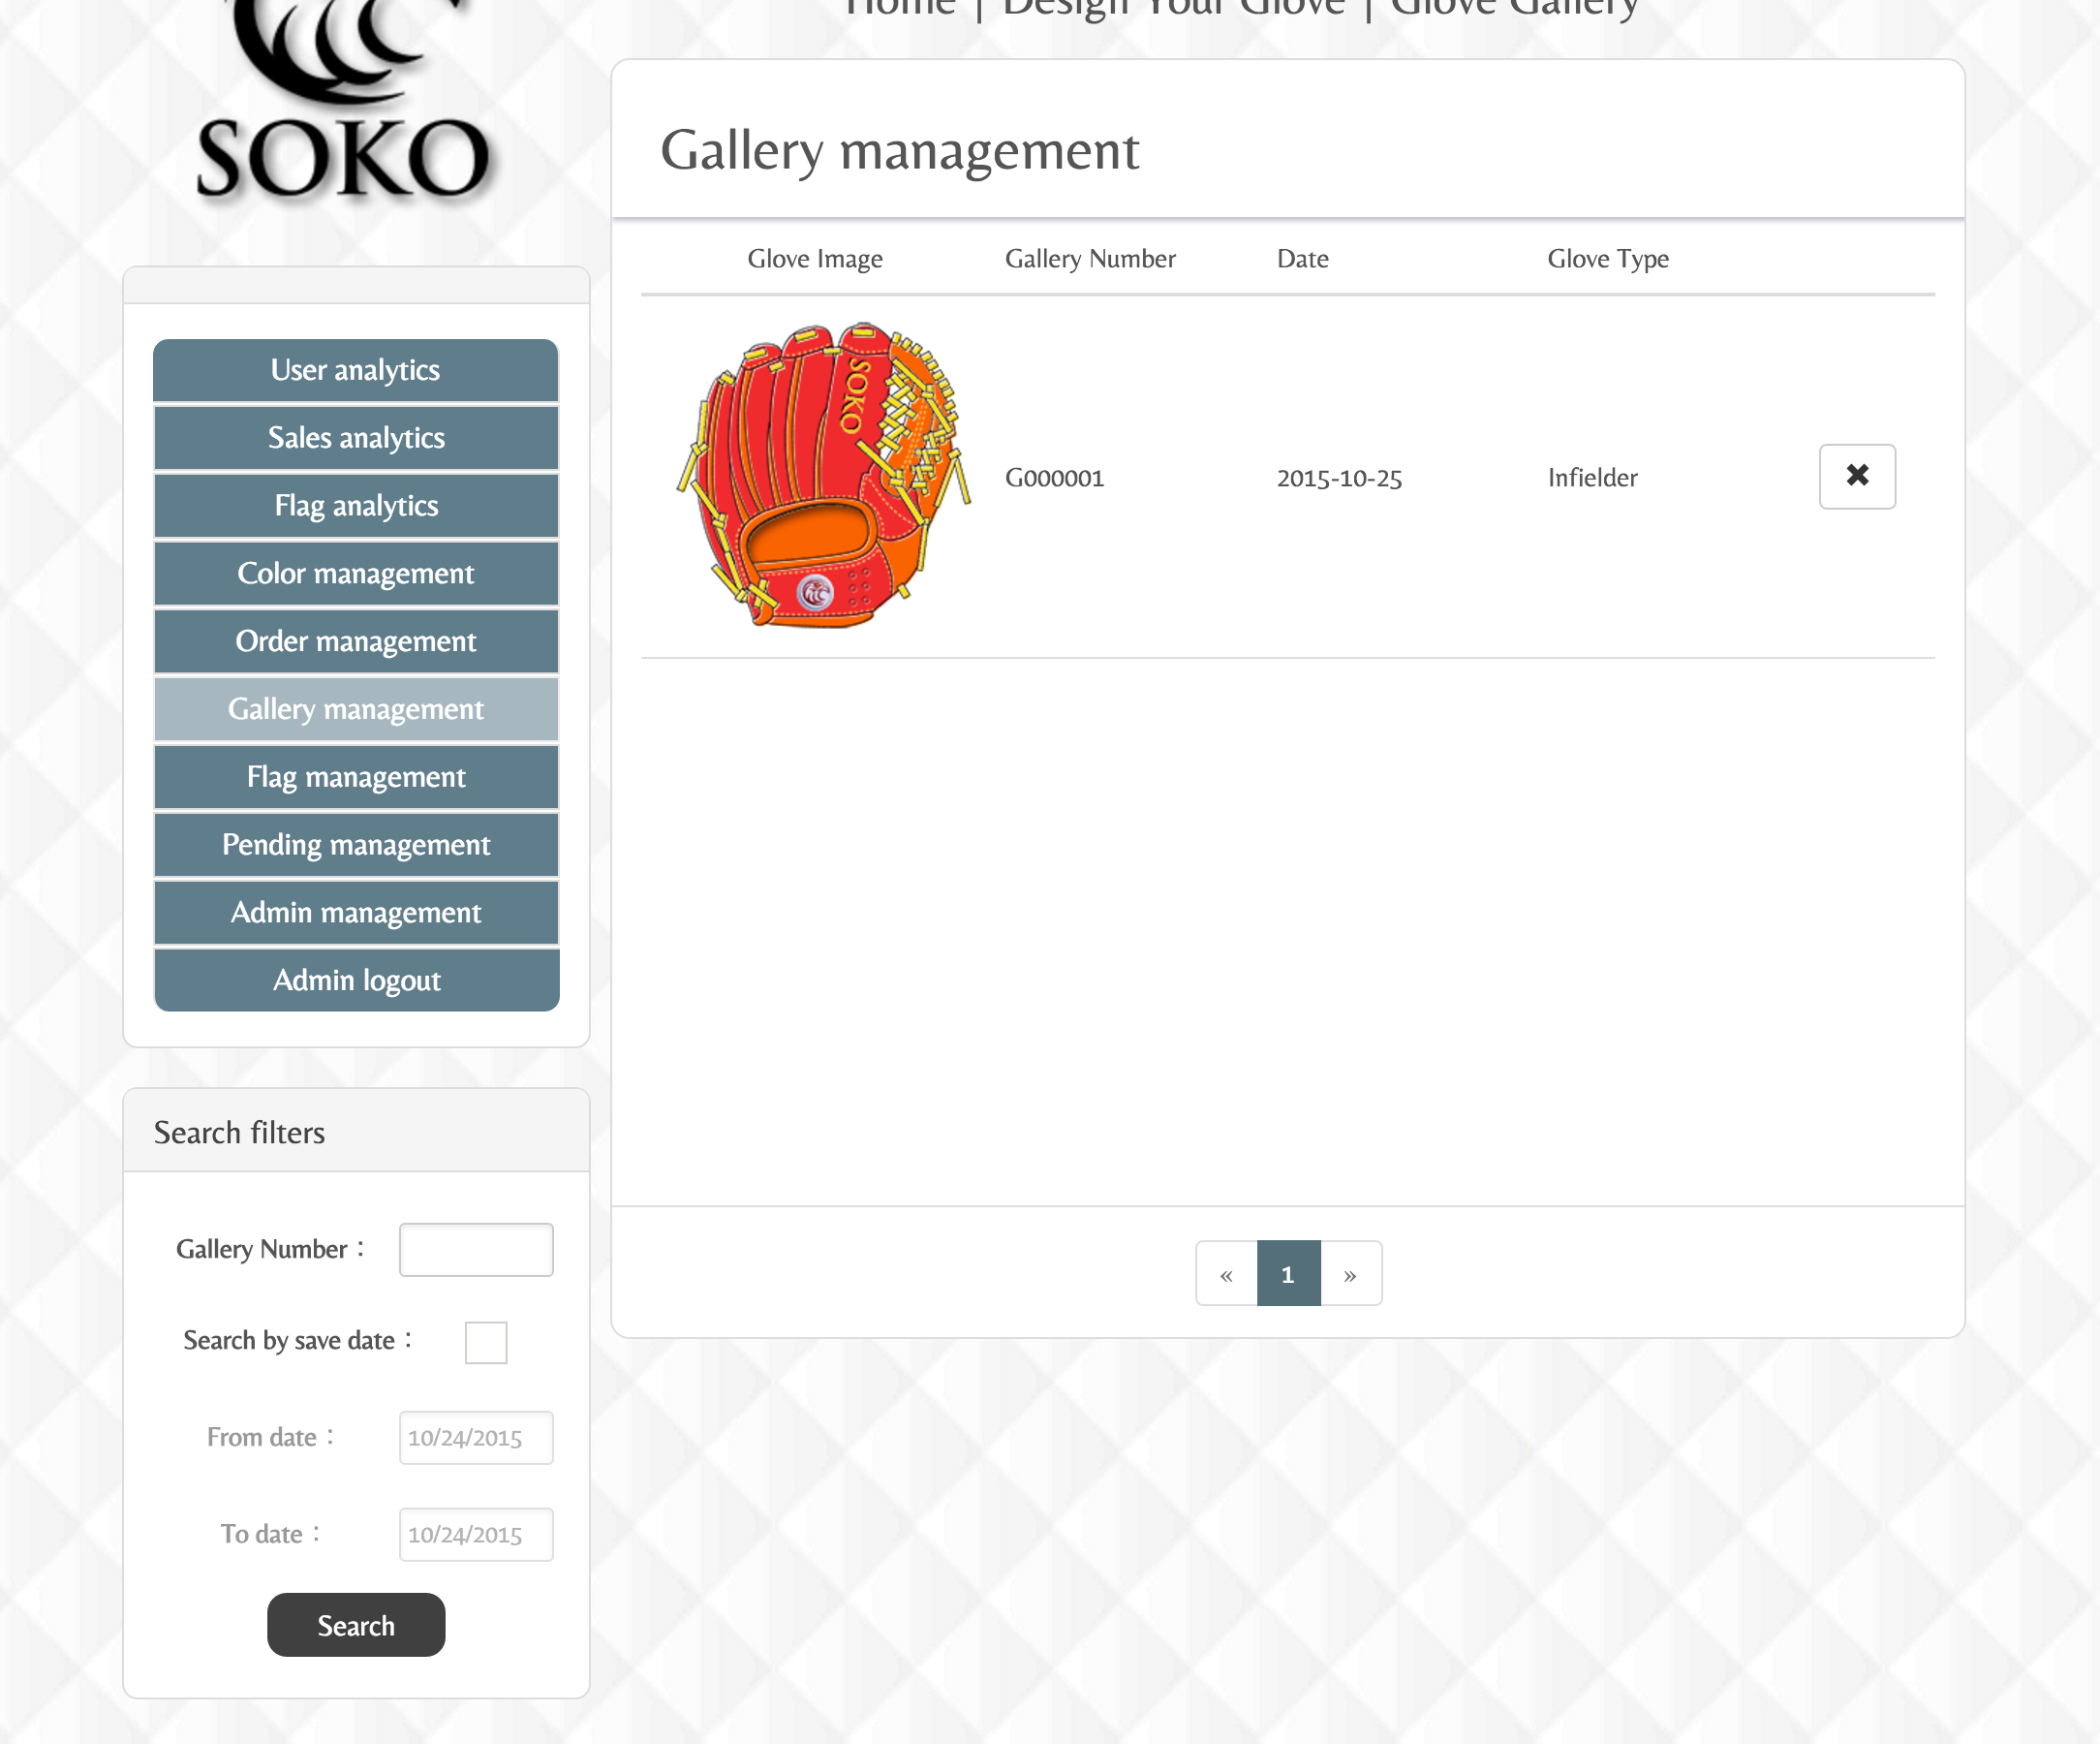 Home | Design Your Glove | Glove Gallery
SOKO
Gallery management
Glove Image Gallery Number Date Glove Type
SOKO
G000001 2015-10-25 Infielder ✖
User analytics
Sales analytics
Flag analytics
Color management
Order management
Gallery management
Flag management
Pending management
Admin management
Admin logout
Search filters
Gallery Number：
Search by save date：
From date： 10/24/2015
To date： 10/24/2015
Search
« 1 »